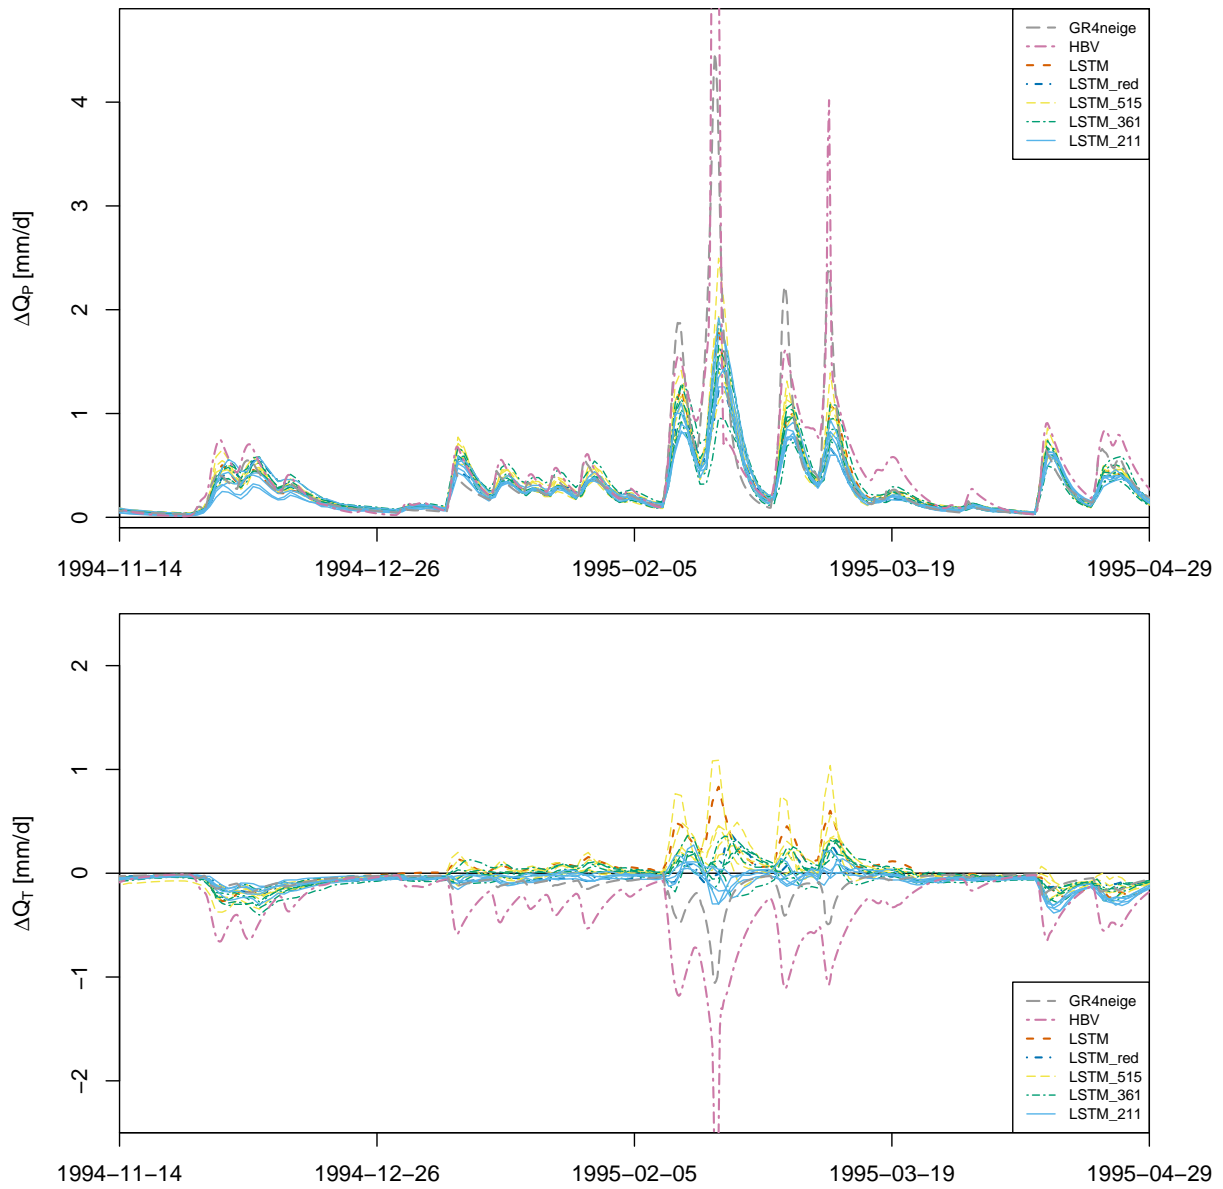 ΔQP [mm/d]
4
3
2
1
0
GR4neige
HBV
LSTM
LSTM_red
LSTM_515
LSTM_361
LSTM_211
1994−11−14 1994−12−26 1995−02−05 1995−03−19 1995−04−29
ΔQT [mm/d]
2
1
0
−1
−2
GR4neige
HBV
LSTM
LSTM_red
LSTM_515
LSTM_361
LSTM_211
1994−11−14 1994−12−26 1995−02−05 1995−03−19 1995−04−29